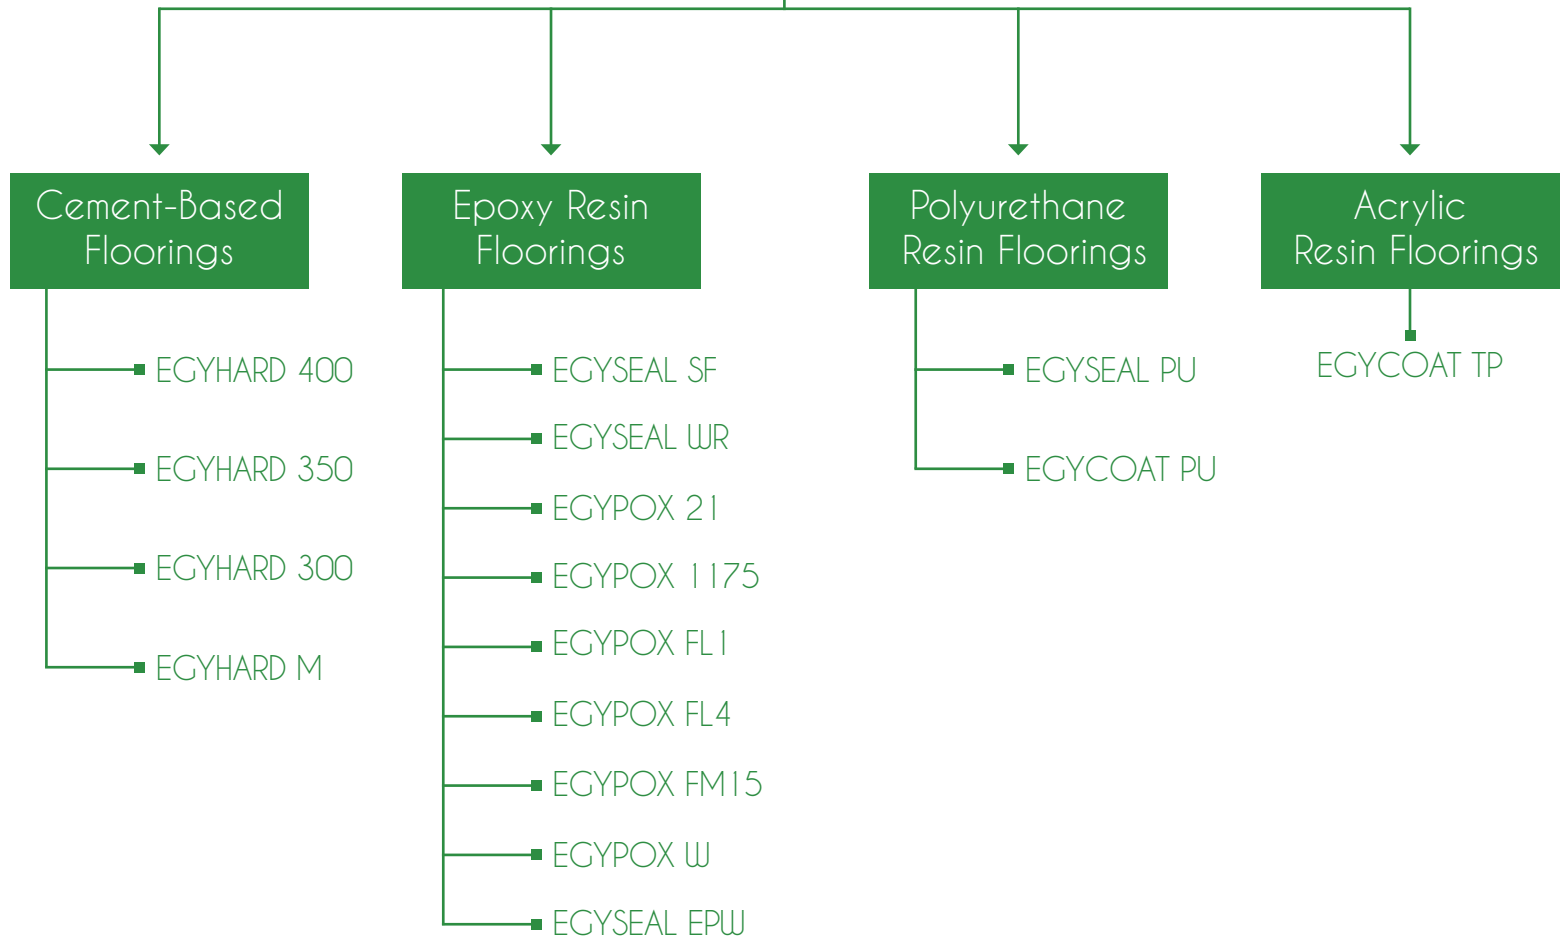 Cement-Based
Floorings
EGYHARD 400
EGYHARD 350
EGYHARD 300
EGYHARD M
Epoxy Resin
Floorings
EGYSEAL SF
EGYSEAL WR
EGYPOX 21
EGYPOX 1175
EGYPOX FL1
EGYPOX FL4
EGYPOX FM15
EGYPOX W
EGYSEAL EPW
Polyurethane
Resin Floorings
EGYSEAL PU
EGYCOAT PU
Acrylic
Resin Floorings
EGYCOAT TP